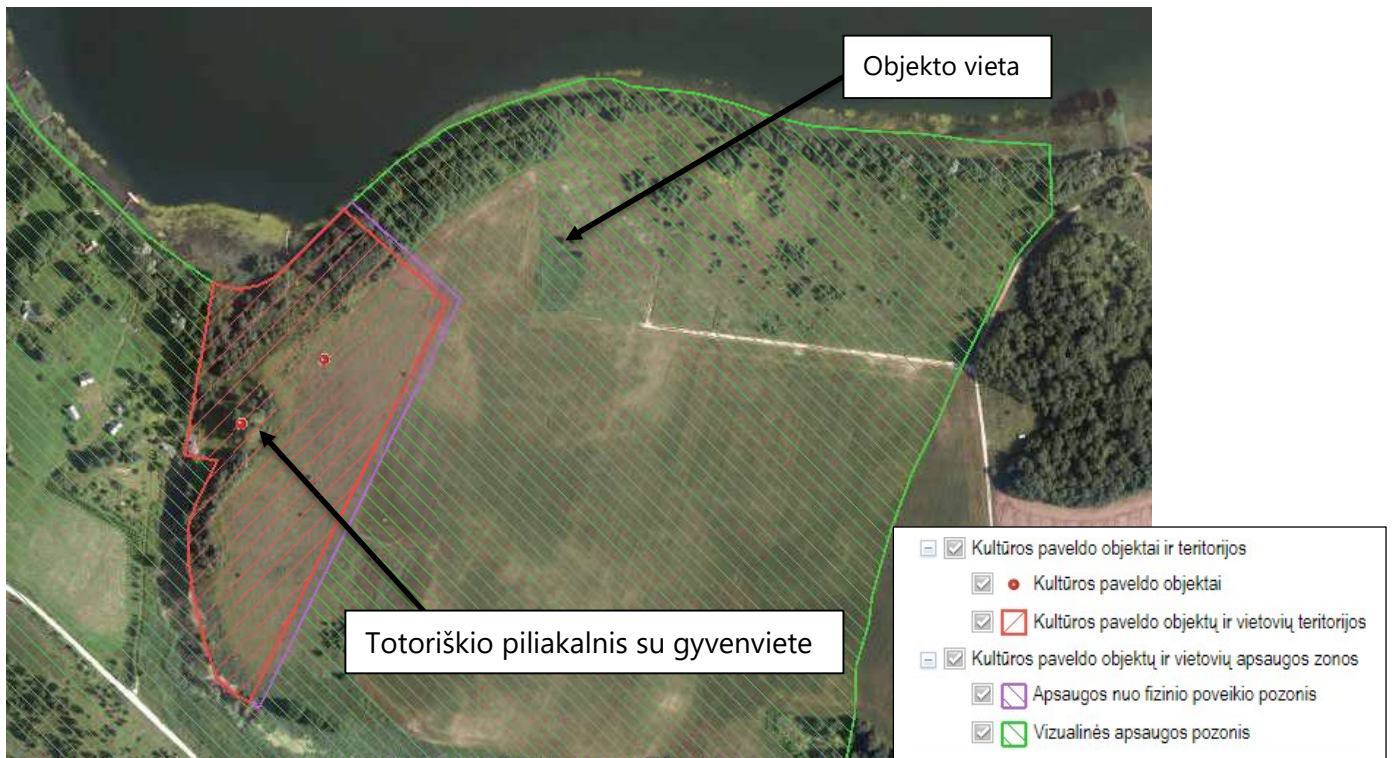 Objekto vieta
Totoriškio piliakalnis su gyvenviete
Kultūros paveldo objektai ir teritorijos
Kultūros paveldo objektai
Kultūros paveldo objektų ir vietovių teritorijos
Kultūros paveldo objektų ir vietovių apsaugos zonos
Apsaugos nuo fizinio poveikio pozonis
Vizualinės apsaugos pozonis